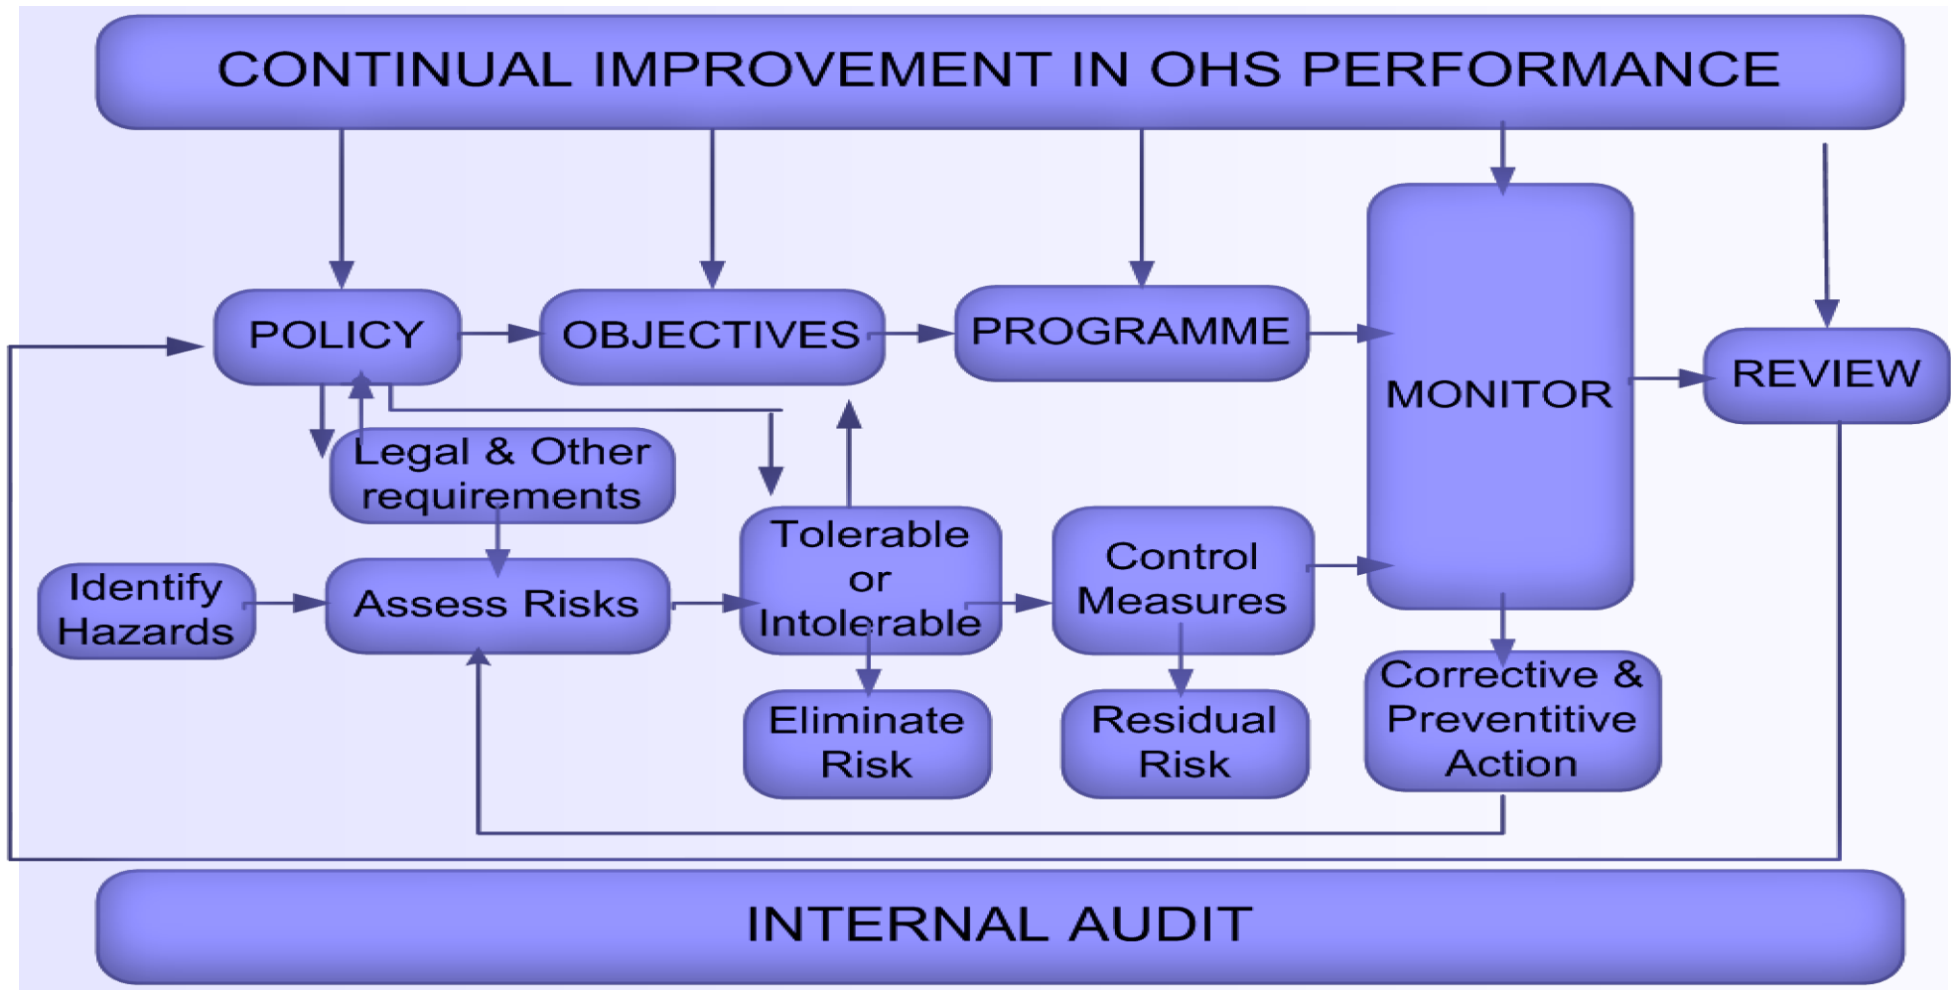 CONTINUAL IMPROVEMENT IN OHS PERFORMANCE
POLICY
OBJECTIVES
PROGRAMME
MONITOR
REVIEW
Legal & Other
requirements
Identify
Hazards
Assess Risks
Tolerable
or
Intolerable
Control
Measures
Eliminate
Risk
Residual
Risk
Corrective &
Preventitive
Action
INTERNAL AUDIT